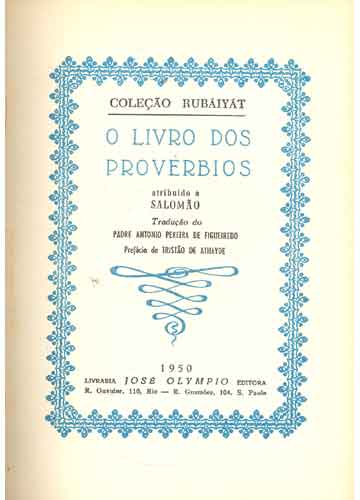 COLEÇÃO RUBÁIYÁT
O LIVRO DOS
PROVÉRBIOS
atribuido a
SALOMÃO
Tradução do
PADRE ANTONIO PEREIRA DE FIGUEIREDO
Prefácio de TRISTÃO DE ATHAYDE
1950
LIVRARIA JOSÉ OLYMPIO EDITORA
R. Ouvidor, 110, Rio — R. Gusmões, 104, S. Paulo